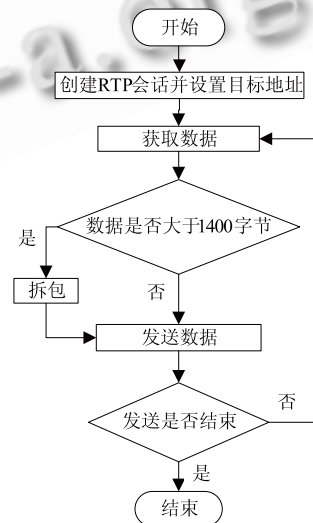 开始
创建RTP会话并设置目标地址
获取数据
数据是否大于1400字节
是
否
拆包
发送数据
发送是否结束
否
是
结束